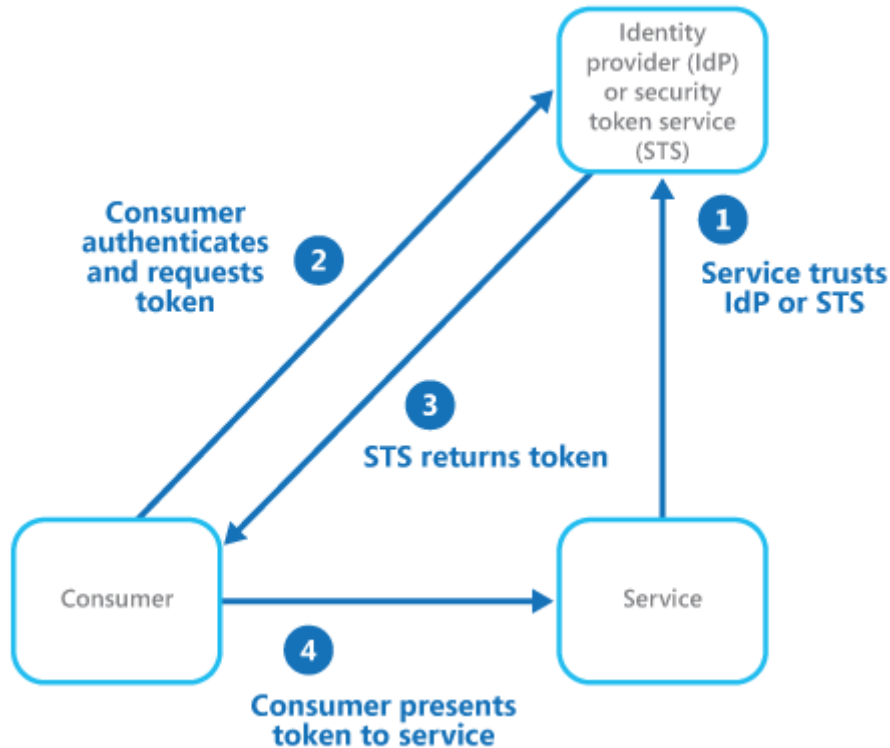 Identity
provider (IdP)
or security
token service
(STS)
1
Service trusts
IdP or STS
Consumer
authenticates
and requests
token
2
3
STS returns token
Consumer
Service
4
Consumer presents
token to service